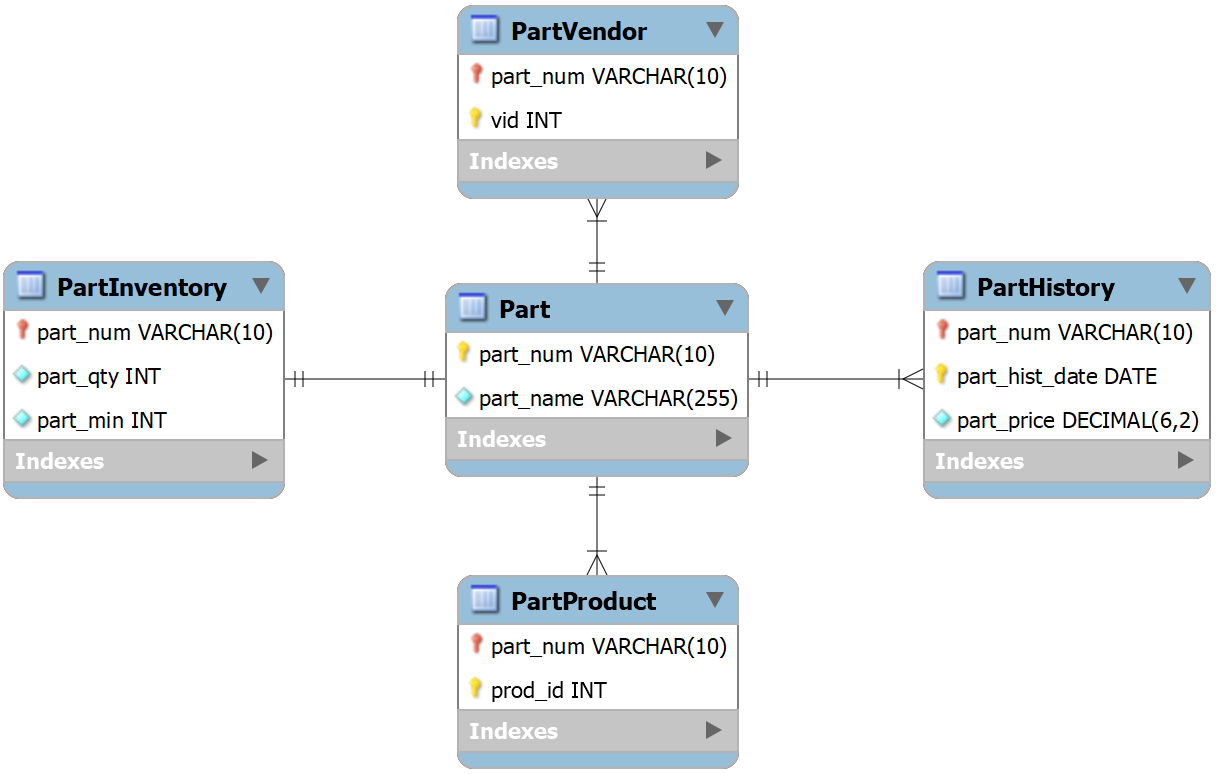 PartVendor
part_num VARCHAR(10)
vid INT
Indexes
PartInventory
part_num VARCHAR(10)
part_qty INT
part_min INT
Indexes
Part
part_num VARCHAR(10)
part_name VARCHAR(255)
Indexes
PartHistory
part_num VARCHAR(10)
part_hist_date DATE
part_price DECIMAL(6,2)
Indexes
PartProduct
part_num VARCHAR(10)
prod_id INT
Indexes